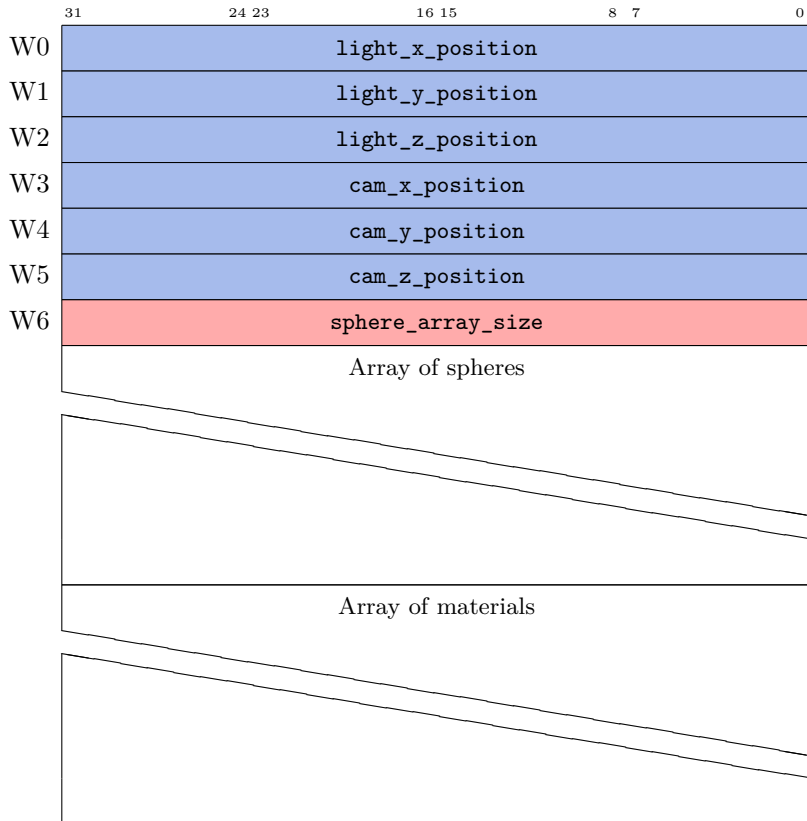 31 24 23 16 15 8 7 0
W0 light_x_position
W1 light_y_position
W2 light_z_position
W3 cam_x_position
W4 cam_y_position
W5 cam_z_position
W6 sphere_array_size
Array of spheres
Array of materials